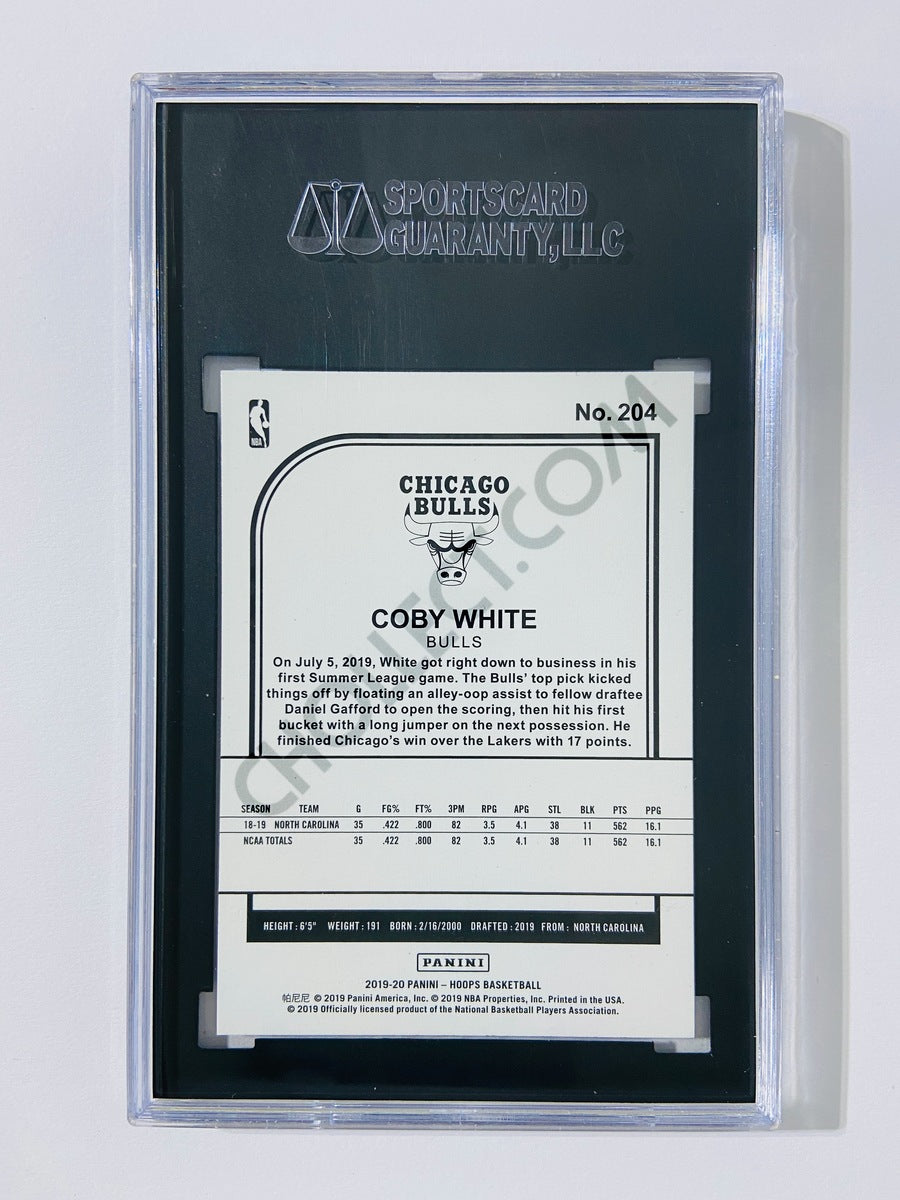 SPORTSCARD
GUARANTY, LLC
NBA
No. 204
CHICAGO
BULLS
COBY WHITE
BULLS
On July 5, 2019, White got right down to business in his
first Summer League game. The Bulls' top pick kicked
things off by floating an alley-oop assist to fellow draftee
Daniel Gafford to open the scoring, then hit his first
bucket with a long jumper on the next possession. He
finished Chicago's win over the Lakers with 17 points.
SEASON TEAM G FG% FT% 3PM RPG APG STL BLK PTS PPG
18-19 NORTH CAROLINA 35 .422 .800 82 3.5 4.1 38 11 562 16.1
NCAA TOTALS 35 .422 .800 82 3.5 4.1 38 11 562 16.1
HEIGHT: 6'5" WEIGHT: 191 BORN: 2/16/2000 DRAFTED: 2019 FROM: NORTH CAROLINA
PANINI
2019-20 PANINI – HOOPS BASKETBALL
帕尼尼 © 2019 Panini America, Inc. © 2019 NBA Properties, Inc. Printed in the USA.
© 2019 Officially licensed product of the National Basketball Players Association.
CHOLLECT.COM